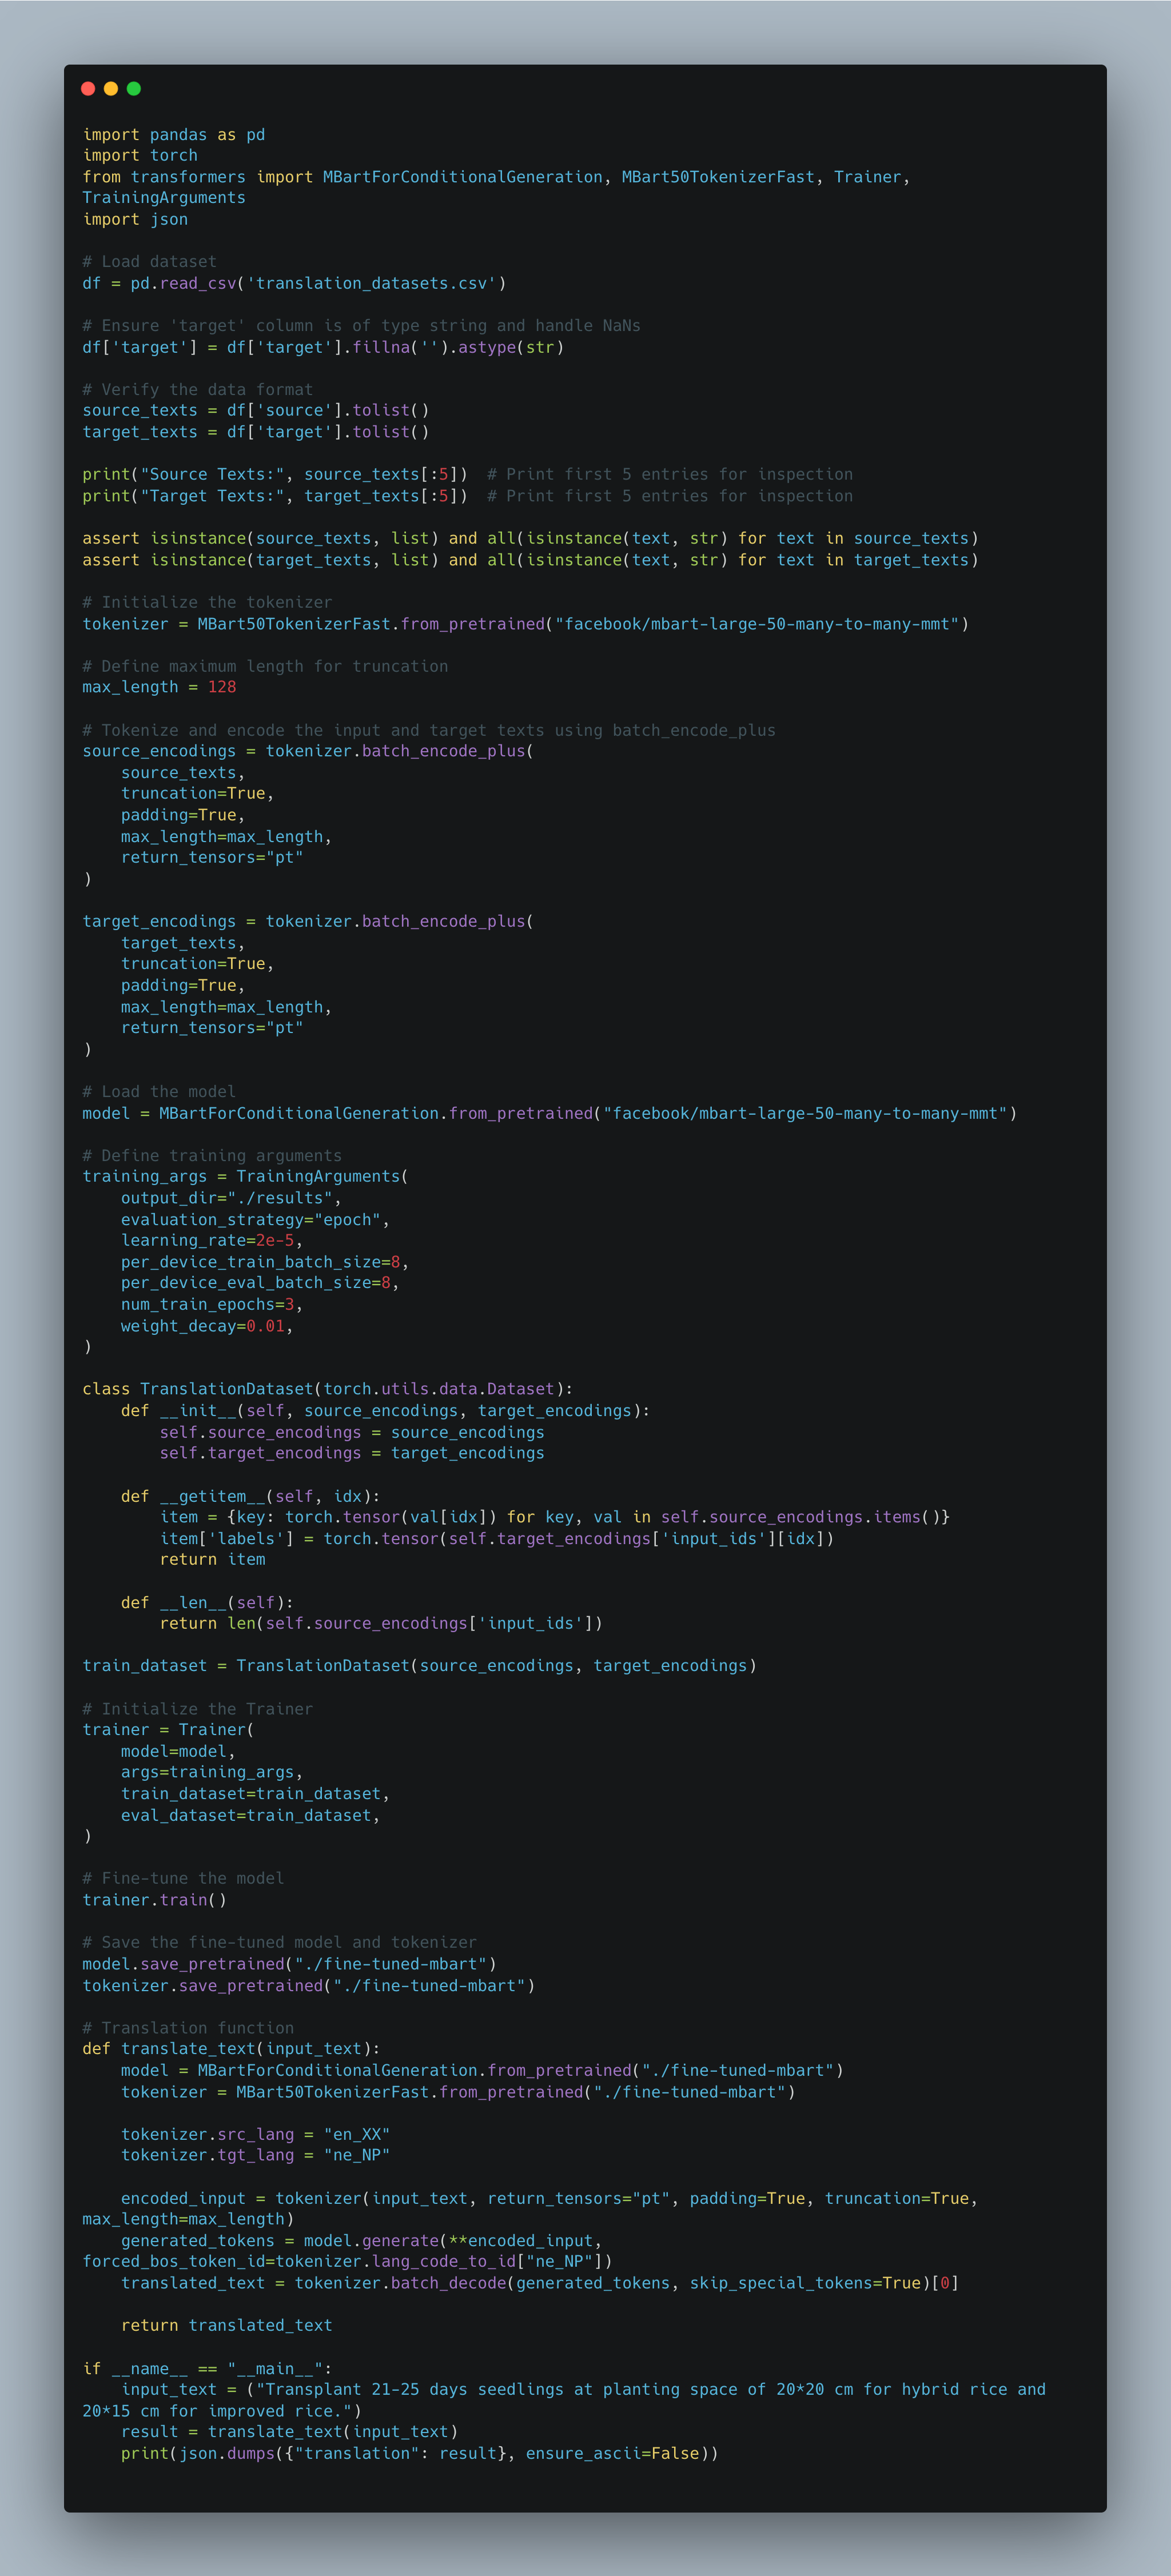 import pandas as pd
import torch
from transformers import MBartForConditionalGeneration, MBart50TokenizerFast, Trainer,
TrainingArguments
import json

# Load dataset
df = pd.read_csv('translation_datasets.csv')

# Ensure 'target' column is of type string and handle NaNs
df['target'] = df['target'].fillna('').astype(str)

# Verify the data format
source_texts = df['source'].tolist()
target_texts = df['target'].tolist()

print("Source Texts:", source_texts[:5])  # Print first 5 entries for inspection
print("Target Texts:", target_texts[:5])  # Print first 5 entries for inspection

assert isinstance(source_texts, list) and all(isinstance(text, str) for text in source_texts)
assert isinstance(target_texts, list) and all(isinstance(text, str) for text in target_texts)

# Initialize the tokenizer
tokenizer = MBart50TokenizerFast.from_pretrained("facebook/mbart-large-50-many-to-many-mmt")

# Define maximum length for truncation
max_length = 128

# Tokenize and encode the input and target texts using batch_encode_plus
source_encodings = tokenizer.batch_encode_plus(
    source_texts,
    truncation=True,
    padding=True,
    max_length=max_length,
    return_tensors="pt"
)

target_encodings = tokenizer.batch_encode_plus(
    target_texts,
    truncation=True,
    padding=True,
    max_length=max_length,
    return_tensors="pt"
)

# Load the model
model = MBartForConditionalGeneration.from_pretrained("facebook/mbart-large-50-many-to-many-mmt")

# Define training arguments
training_args = TrainingArguments(
    output_dir="./results",
    evaluation_strategy="epoch",
    learning_rate=2e-5,
    per_device_train_batch_size=8,
    per_device_eval_batch_size=8,
    num_train_epochs=3,
    weight_decay=0.01,
)

class TranslationDataset(torch.utils.data.Dataset):
    def __init__(self, source_encodings, target_encodings):
        self.source_encodings = source_encodings
        self.target_encodings = target_encodings

    def __getitem__(self, idx):
        item = {key: torch.tensor(val[idx]) for key, val in self.source_encodings.items()}
        item['labels'] = torch.tensor(self.target_encodings['input_ids'][idx])
        return item

    def __len__(self):
        return len(self.source_encodings['input_ids'])

train_dataset = TranslationDataset(source_encodings, target_encodings)

# Initialize the Trainer
trainer = Trainer(
    model=model,
    args=training_args,
    train_dataset=train_dataset,
    eval_dataset=train_dataset,
)

# Fine-tune the model
trainer.train()

# Save the fine-tuned model and tokenizer
model.save_pretrained("./fine-tuned-mbart")
tokenizer.save_pretrained("./fine-tuned-mbart")

# Translation function
def translate_text(input_text):
    model = MBartForConditionalGeneration.from_pretrained("./fine-tuned-mbart")
    tokenizer = MBart50TokenizerFast.from_pretrained("./fine-tuned-mbart")

    tokenizer.src_lang = "en_XX"
    tokenizer.tgt_lang = "ne_NP"

    encoded_input = tokenizer(input_text, return_tensors="pt", padding=True, truncation=True,
max_length=max_length)
    generated_tokens = model.generate(**encoded_input,
forced_bos_token_id=tokenizer.lang_code_to_id["ne_NP"])
    translated_text = tokenizer.batch_decode(generated_tokens, skip_special_tokens=True)[0]

    return translated_text

if __name__ == "__main__":
    input_text = ("Transplant 21-25 days seedlings at planting space of 20*20 cm for hybrid rice and
20*15 cm for improved rice.")
    result = translate_text(input_text)
    print(json.dumps({"translation": result}, ensure_ascii=False))